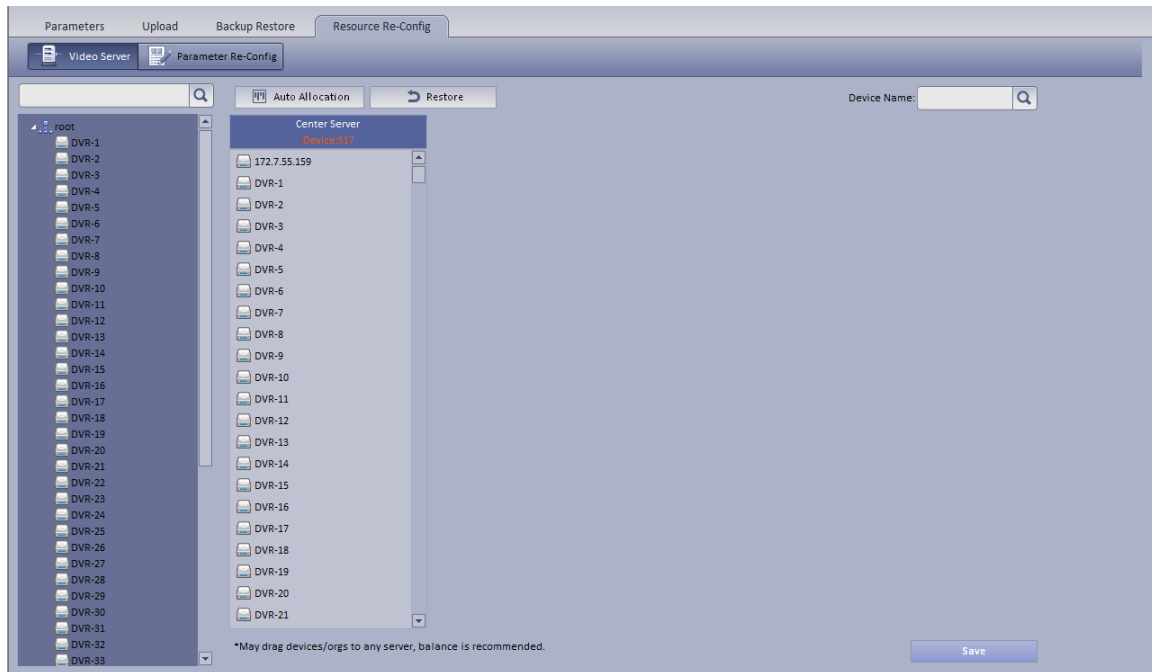 Parameters Upload Backup Restore Resource Re-Config
Video Server Parameter Re-Config
Auto Allocation Restore Device Name:
root
DVR-1
DVR-2
DVR-3
DVR-4
DVR-5
DVR-6
DVR-7
DVR-8
DVR-9
DVR-10
DVR-11
DVR-12
DVR-13
DVR-14
DVR-15
DVR-16
DVR-17
DVR-18
DVR-19
DVR-20
DVR-21
DVR-22
DVR-23
DVR-24
DVR-25
DVR-26
DVR-27
DVR-28
DVR-29
DVR-30
DVR-31
DVR-32
DVR-33
Center Server
Device:517
172.7.55.159
DVR-1
DVR-2
DVR-3
DVR-4
DVR-5
DVR-6
DVR-7
DVR-8
DVR-9
DVR-10
DVR-11
DVR-12
DVR-13
DVR-14
DVR-15
DVR-16
DVR-17
DVR-18
DVR-19
DVR-20
DVR-21
*May drag devices/orgs to any server, balance is recommended.
Save